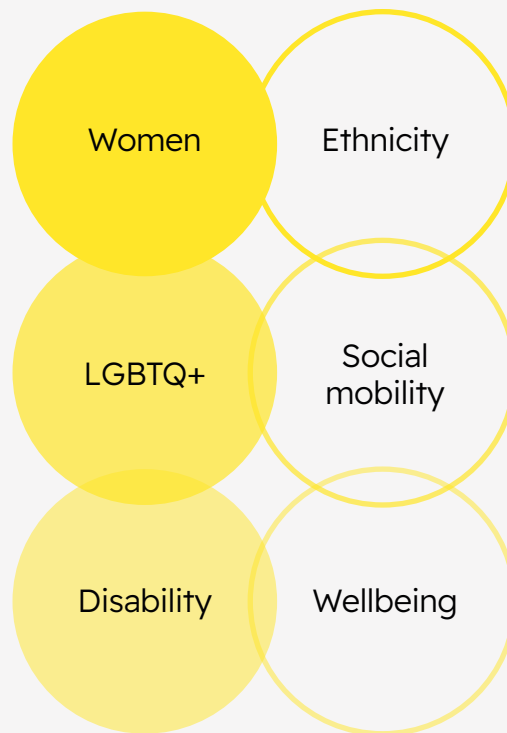 Women
Ethnicity
LGBTQ+
Social
mobility
Disability
Wellbeing